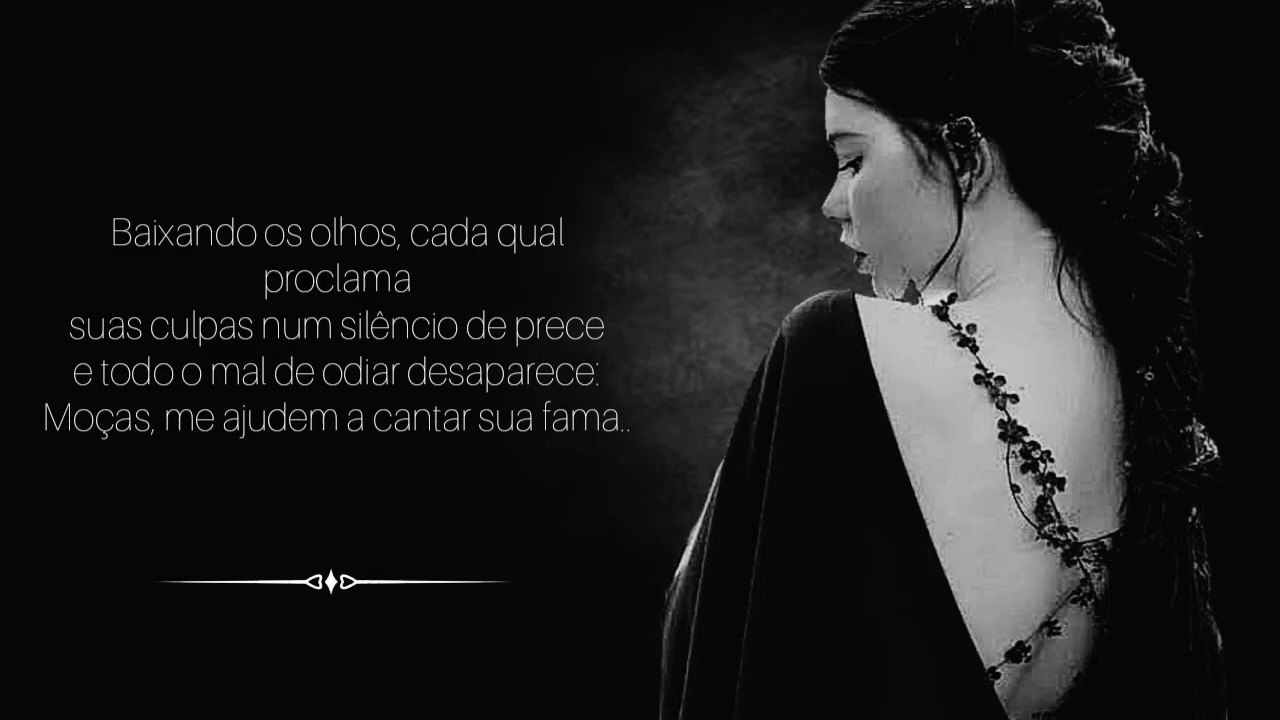 Baixando os olhos, cada qual
proclama
suas culpas num silêncio de prece
e todo o mal de odiar desaparece:
Moças, me ajudem a cantar sua fama..